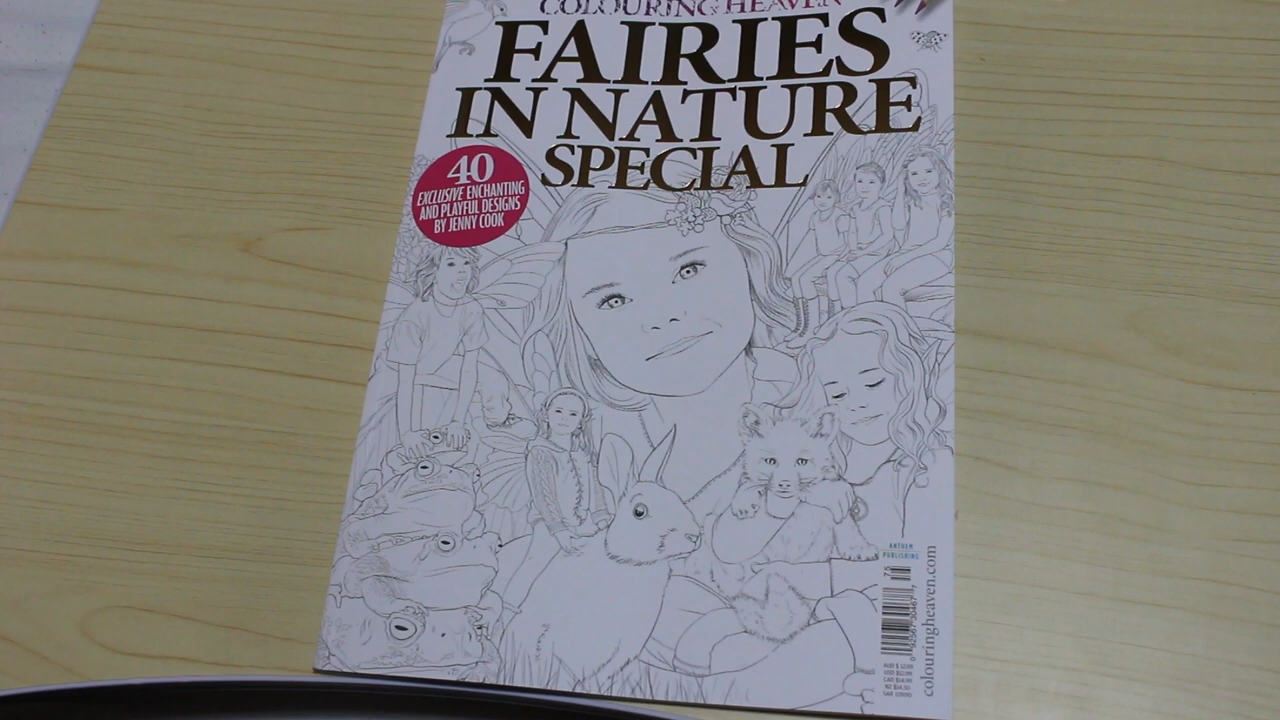 COLOURING HEAVEN
FAIRIES
IN NATURE
SPECIAL
40
EXCLUSIVE ENCHANTING
AND PLAYFUL DESIGNS
BY JENNY COOK
ANTHEM
PUBLISHING
75
colouringheaven.com